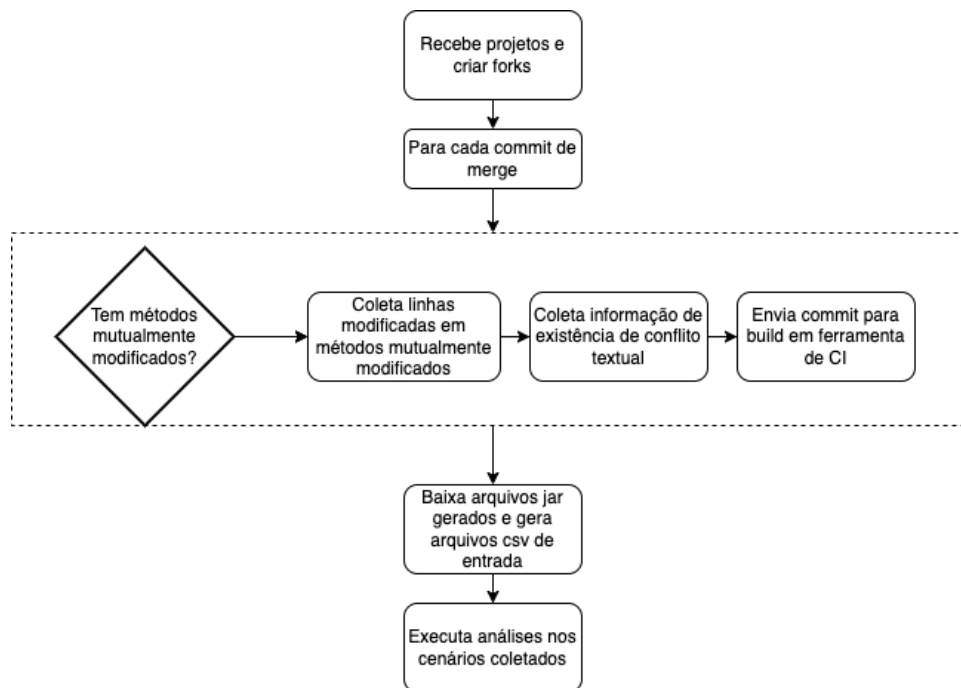 Recebe projetos e
criar forks
Para cada commit de
merge
Tem métodos
mutualmente
modificados?
Coleta linhas
modificadas em
métodos mutualmente
modificados
Coleta informação de
existência de conflito
textual
Envia commit para
build em ferramenta
de CI
Baixa arquivos jar
gerados e gera
arquivos csv de
entrada
Executa análises nos
cenários coletados